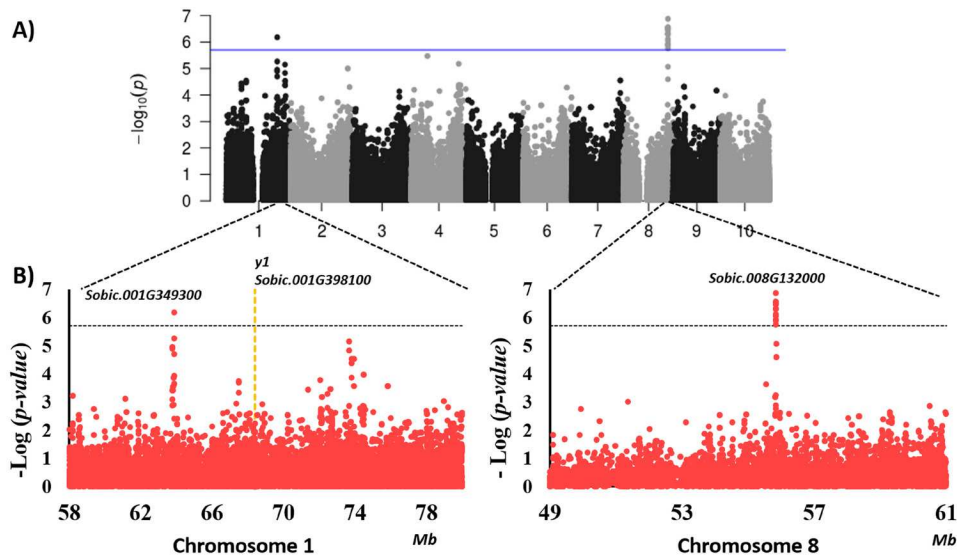 A)
7
6
5
4
3
2
1
0
−log₁₀(p)
1 2 3 4 5 6 7 8 9 10
B)
y1
Sobic.001G398100
Sobic.001G349300
7
6
5
4
3
2
1
0
-Log (p-value)
58 62 66 70 74 78
Chromosome 1 Mb
Sobic.008G132000
7
6
5
4
3
2
1
0
-Log (p-value)
49 53 57 61
Chromosome 8 Mb